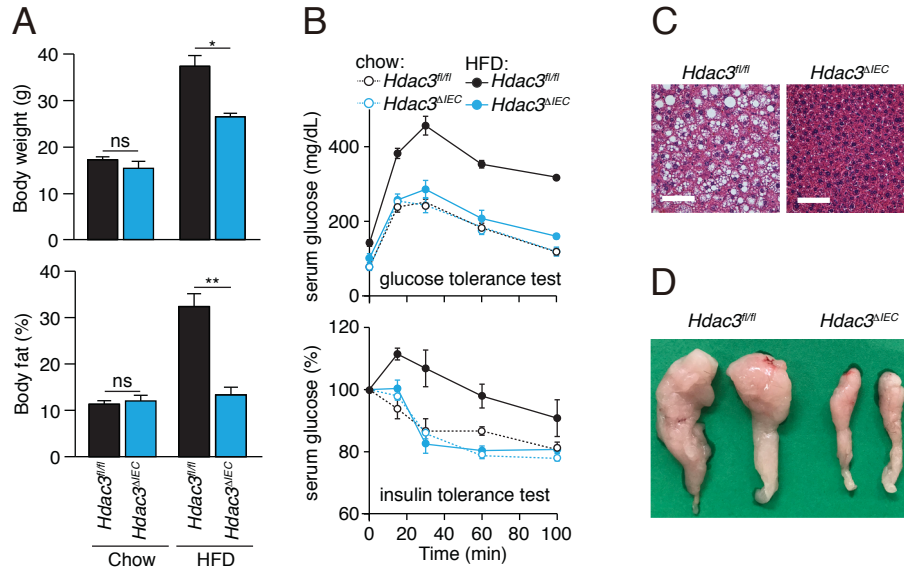 A
Body weight (g)
40
30
20
10
0
ns
*
Body fat (%)
40
30
20
10
0
ns
**
Hdac3fl/fl
Hdac3ΔIEC
Hdac3fl/fl
Hdac3ΔIEC
Chow
HFD
B
chow:
Hdac3fl/fl
Hdac3ΔIEC
HFD:
Hdac3fl/fl
Hdac3ΔIEC
serum glucose (mg/dL)
400
200
0
glucose tolerance test
serum glucose (%)
120
100
80
60
insulin tolerance test
0
20
40
60
80
100
Time (min)
C
Hdac3fl/fl
Hdac3ΔIEC
D
Hdac3fl/fl
Hdac3ΔIEC